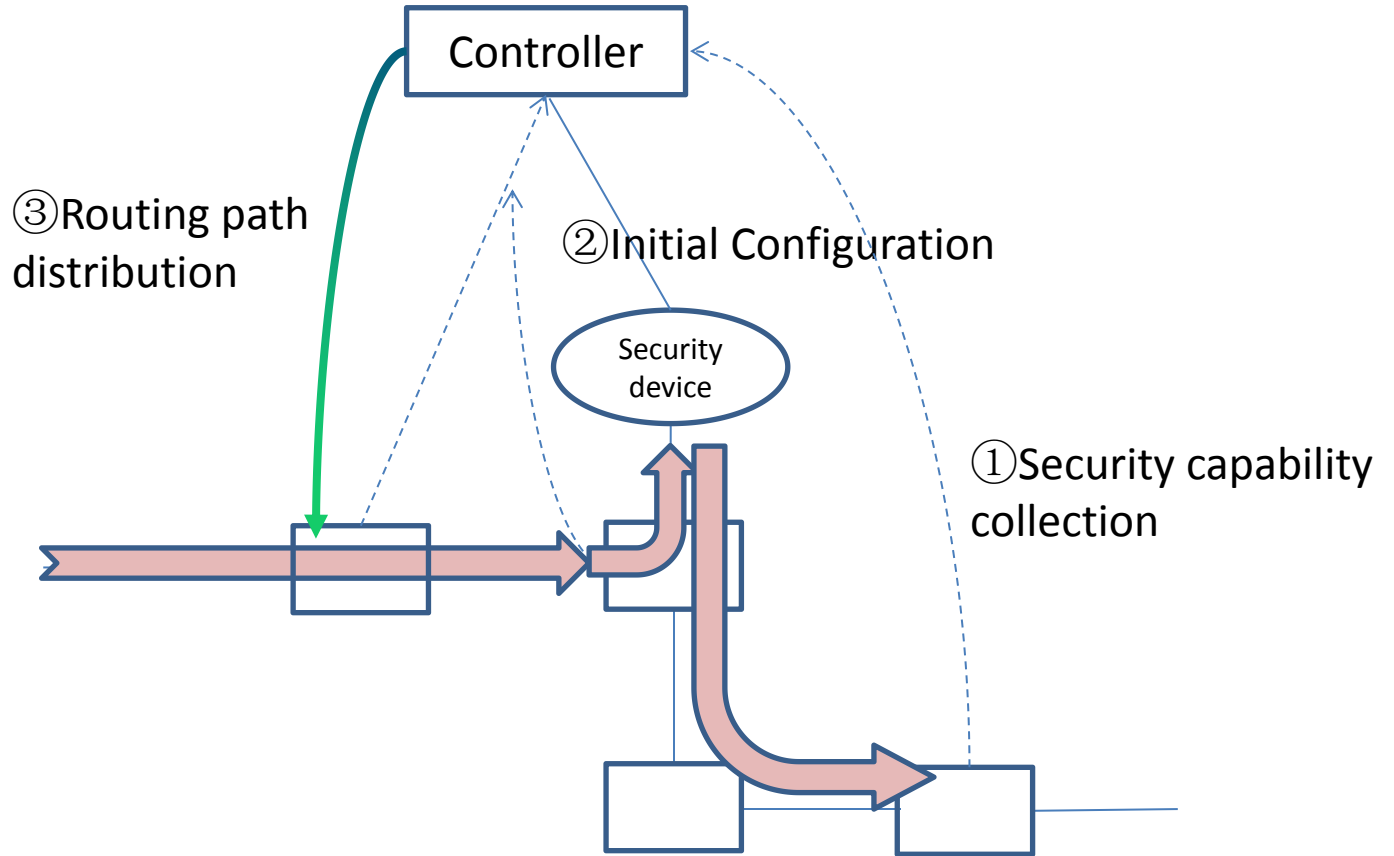 Controller
③Routing path
distribution
②Initial Configuration
Security
device
①Security capability
collection